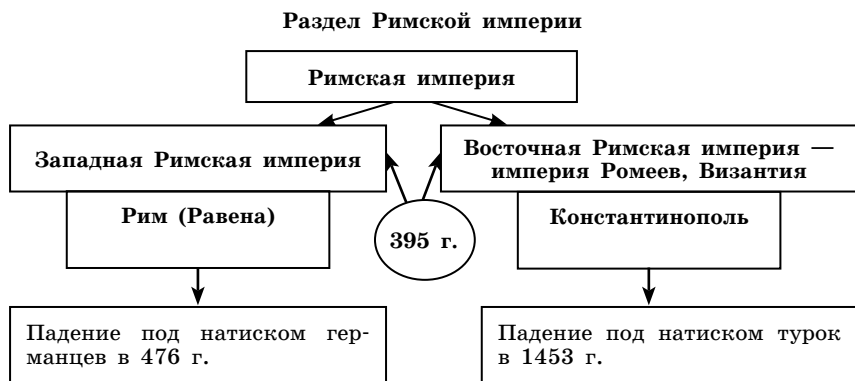 Раздел Римской империи
Римская империя
Западная Римская империя
Восточная Римская империя —
империя Ромеев, Византия
Рим (Равена)
395 г.
Константинополь
Падение под натиском гер-
манцев в 476 г.
Падение под натиском турок
в 1453 г.